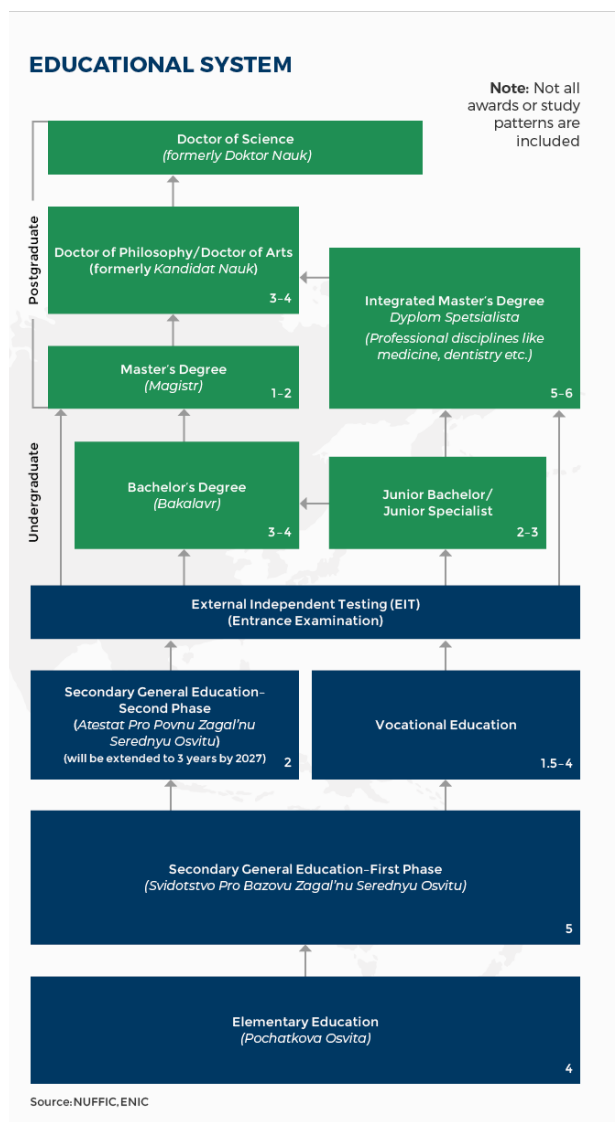 EDUCATIONAL SYSTEM
Note: Not all
awards or study
patterns are
included
Doctor of Science
(formerly Doktor Nauk)
Postgraduate
Doctor of Philosophy/Doctor of Arts
(formerly Kandidat Nauk)
3–4
Integrated Master's Degree
Dyplom Spetsialista
(Professional disciplines like
medicine, dentistry etc.)
5–6
Master's Degree
(Magistr)
1–2
Undergraduate
Bachelor's Degree
(Bakalavr)
3–4
Junior Bachelor/
Junior Specialist
2–3
External Independent Testing (EIT)
(Entrance Examination)
Secondary General Education–
Second Phase
(Atestat Pro Povnu Zagal'nu
Serednyu Osvitu)
(will be extended to 3 years by 2027)
2
Vocational Education
1.5–4
Secondary General Education–First Phase
(Svidotstvo Pro Bazovu Zagal'nu Serednyu Osvitu)
5
Elementary Education
(Pochatkova Osvita)
4
Source: NUFFIC, ENIC